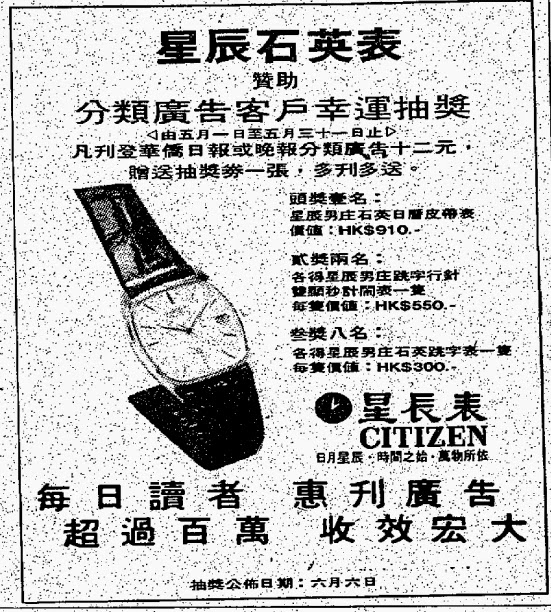 星辰石英表
贊助
分類廣告客戶幸運抽獎
◁由五月一日至五月三十一日止▷
凡刊登華僑日報或晚報分類廣告十二元,
贈送抽獎券一張,多刊多送。
頭獎壹名:
星辰男庄石英日曆皮帶表
價值:HK$910.-
貳獎兩名:
各得星辰男庄跳字行針
雙顯秒計鬧表一隻
每隻價值:HK$550.-
叁獎八名:
各得星辰男庄石英跳字表一隻
每隻價值:HK$300.-
星辰表
CITIZEN
日月星辰·時間之始·萬物所依
每日讀者 惠刊廣告
超過百萬 收效宏大
抽獎公佈日期:六月六日